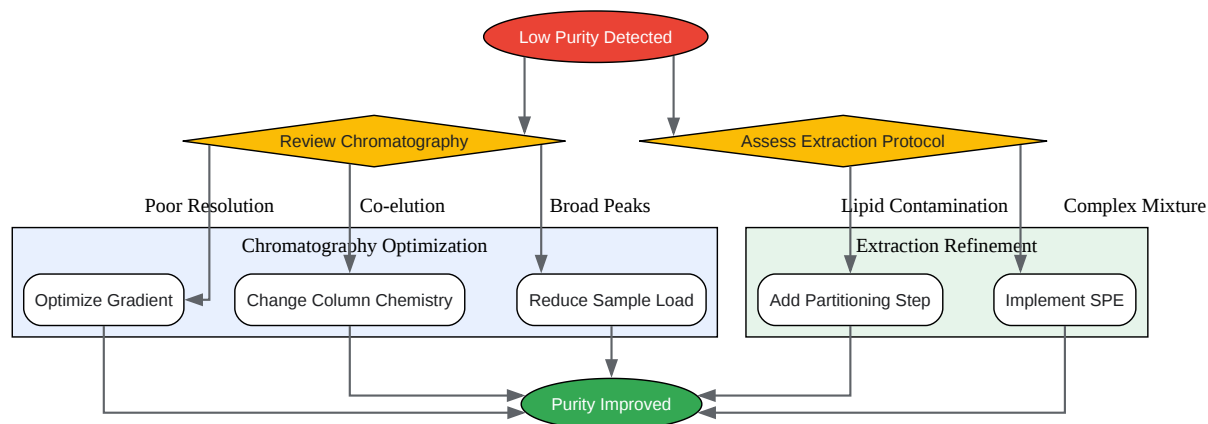 Low Purity Detected
Review Chromatography
Assess Extraction Protocol
Poor Resolution
Co-elution
Broad Peaks
Lipid Contamination
Complex Mixture
Chromatography Optimization
Extraction Refinement
Optimize Gradient
Change Column Chemistry
Reduce Sample Load
Add Partitioning Step
Implement SPE
Purity Improved